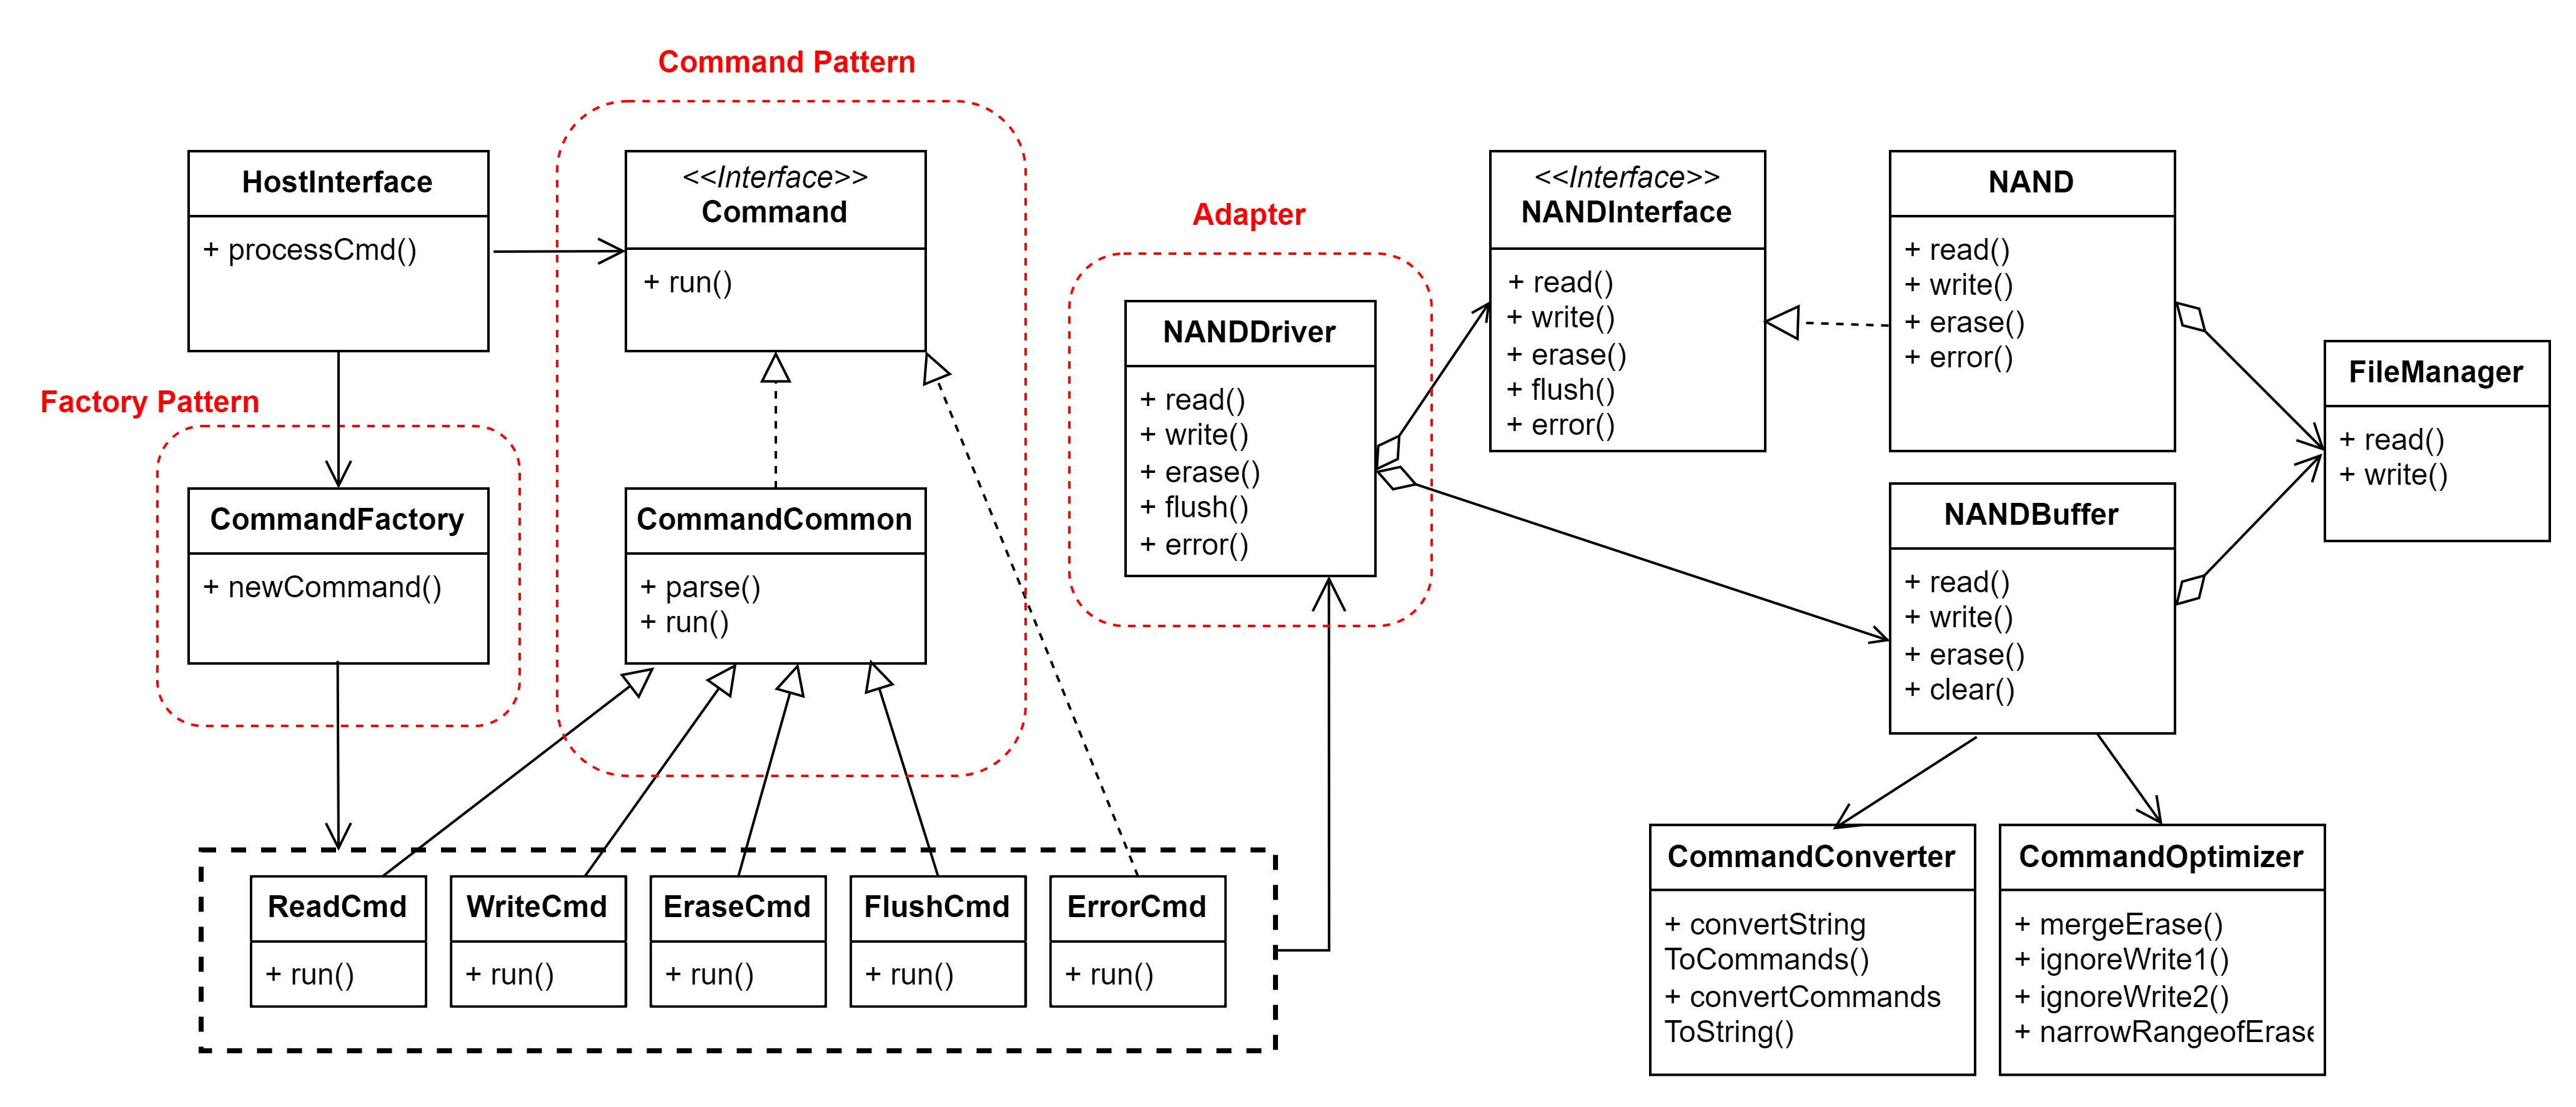 Command Pattern
HostInterface
+ processCmd()
<<Interface>>
Command
+ run()
Adapter
<<Interface>>
NANDInterface
+ read()
+ write()
+ erase()
+ flush()
+ error()
NAND
+ read()
+ write()
+ erase()
+ error()
NANDDriver
+ read()
+ write()
+ erase()
+ flush()
+ error()
FileManager
+ read()
+ write()
Factory Pattern
CommandFactory
+ newCommand()
CommandCommon
+ parse()
+ run()
NANDBuffer
+ read()
+ write()
+ erase()
+ clear()
ReadCmd
+ run()
WriteCmd
+ run()
EraseCmd
+ run()
FlushCmd
+ run()
ErrorCmd
+ run()
CommandConverter
+ convertString
ToCommands()
+ convertCommands
ToString()
CommandOptimizer
+ mergeErase()
+ ignoreWrite1()
+ ignoreWrite2()
+ narrowRangeofErase